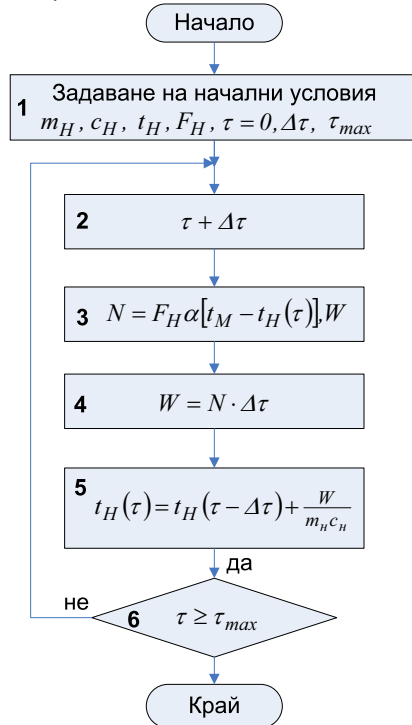 Начало
1 Задаване на начални условия
m_H, c_H, t_H, F_H, τ = 0, Δτ, τ_max
2 τ + Δτ
3 N = F_H α[t_M − t_H(τ)],W
4 W = N · Δτ
5 t_H(τ) = t_H(τ − Δτ) + W / m_н c_н
да
не
6 τ ≥ τ_max
Край